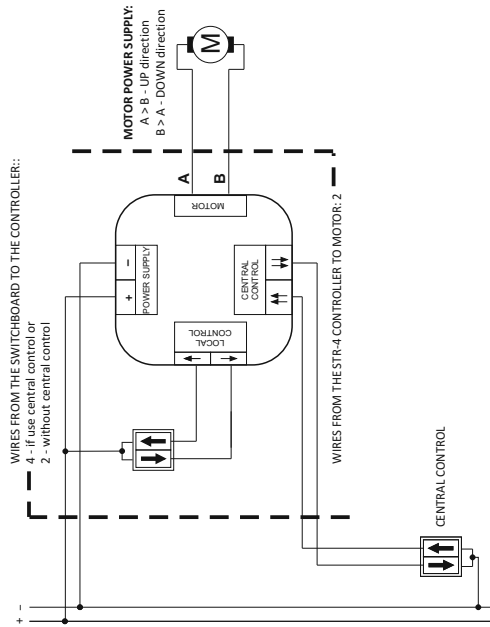 WIRES FROM THE SWITCHBOARD TO THE CONTROLLER::
4 - if use central control or
2 - without central control
MOTOR POWER SUPPLY:
A > B - UP direction
B > A - DOWN direction
M
A
B
MOTOR
+ −
POWER SUPPLY
LOCAL
CONTROL
CENTRAL
CONTROL
WIRES FROM THE STR-4 CONTROLLER TO MOTOR: 2
CENTRAL CONTROL
+ −